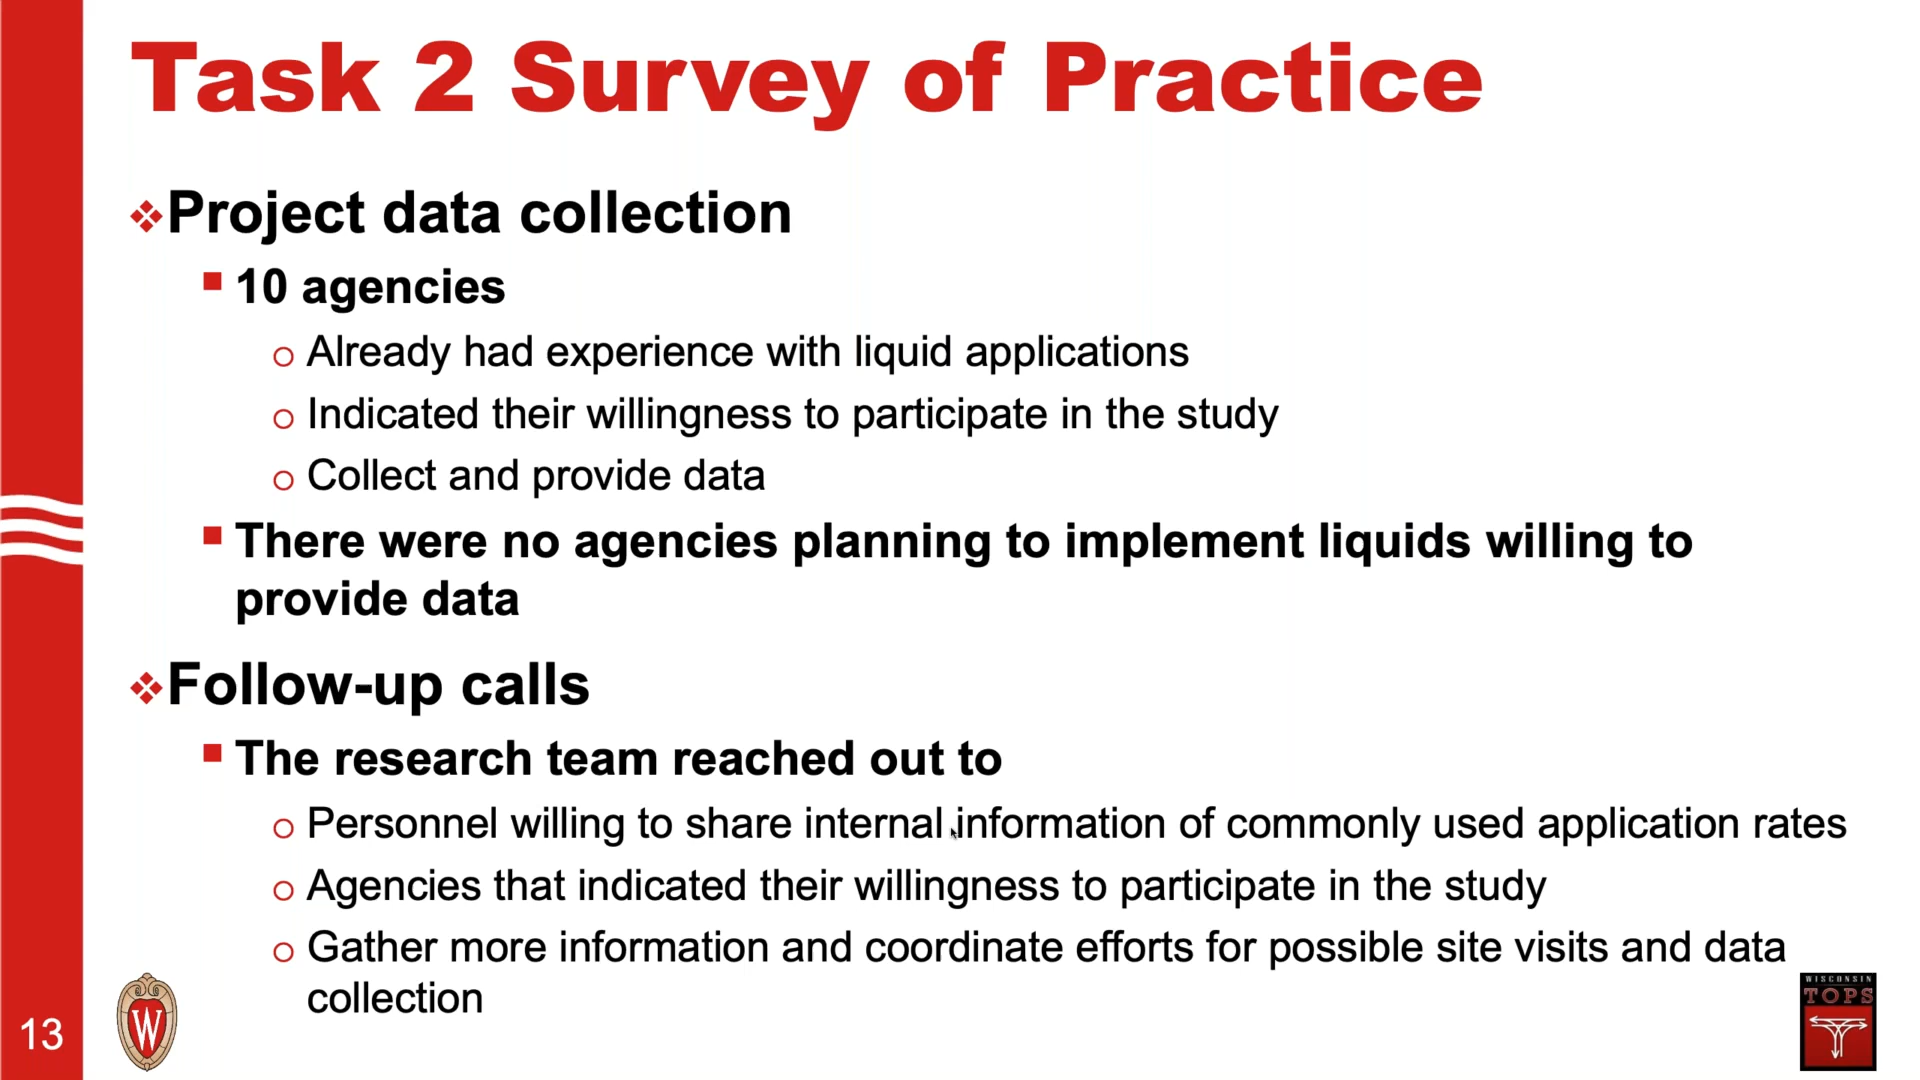 Task 2 Survey of Practice
Project data collection
10 agencies
Already had experience with liquid applications
Indicated their willingness to participate in the study
Collect and provide data
There were no agencies planning to implement liquids willing to
provide data
Follow-up calls
The research team reached out to
Personnel willing to share internal information of commonly used application rates
Agencies that indicated their willingness to participate in the study
Gather more information and coordinate efforts for possible site visits and data
collection
13
W
WISCONSIN
TOPS